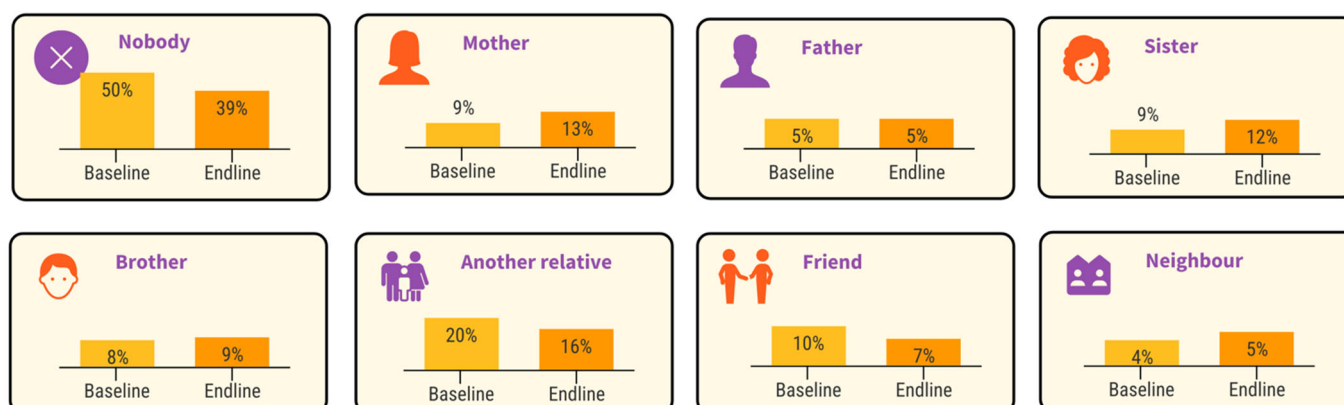 Nobody
50%
39%
Baseline
Endline
Mother
9%
13%
Baseline
Endline
Father
5%
5%
Baseline
Endline
Sister
9%
12%
Baseline
Endline
Brother
8%
9%
Baseline
Endline
Another relative
20%
16%
Baseline
Endline
Friend
10%
7%
Baseline
Endline
Neighbour
4%
5%
Baseline
Endline